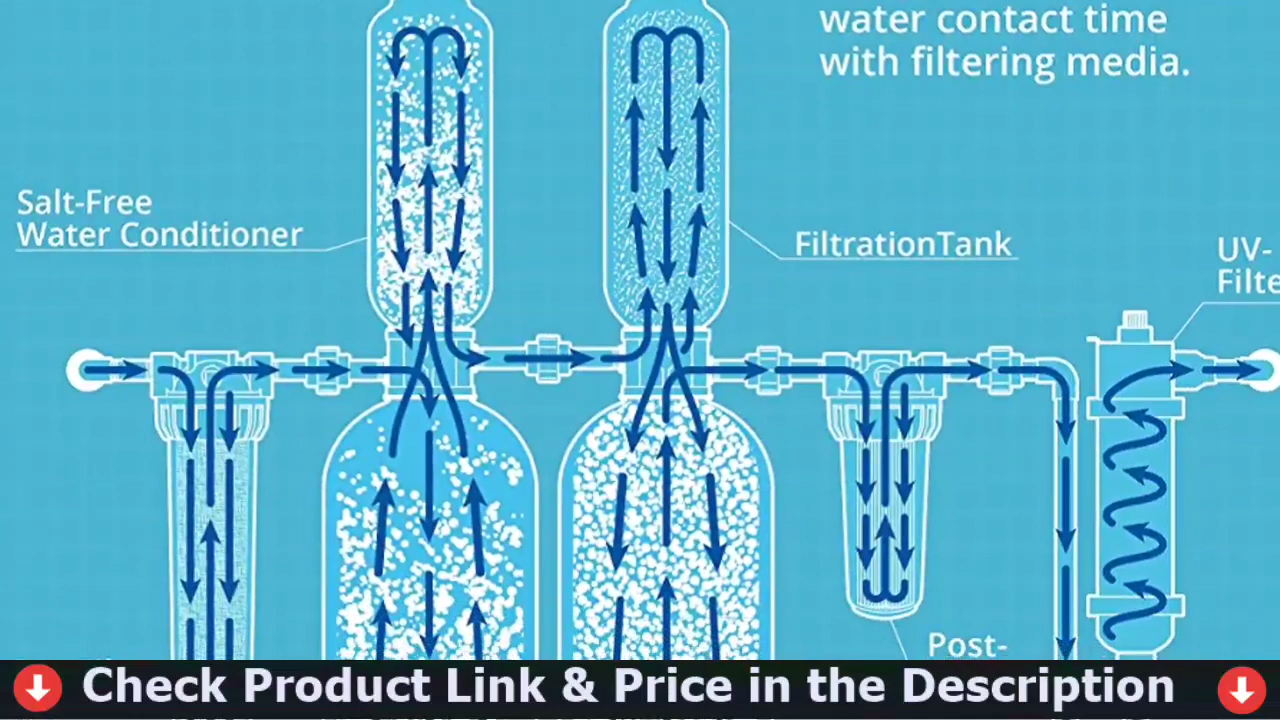 water contact time
with filtering media.
Salt-Free
Water Conditioner
FiltrationTank
UV-
Filte
Post-
Check Product Link & Price in the Description